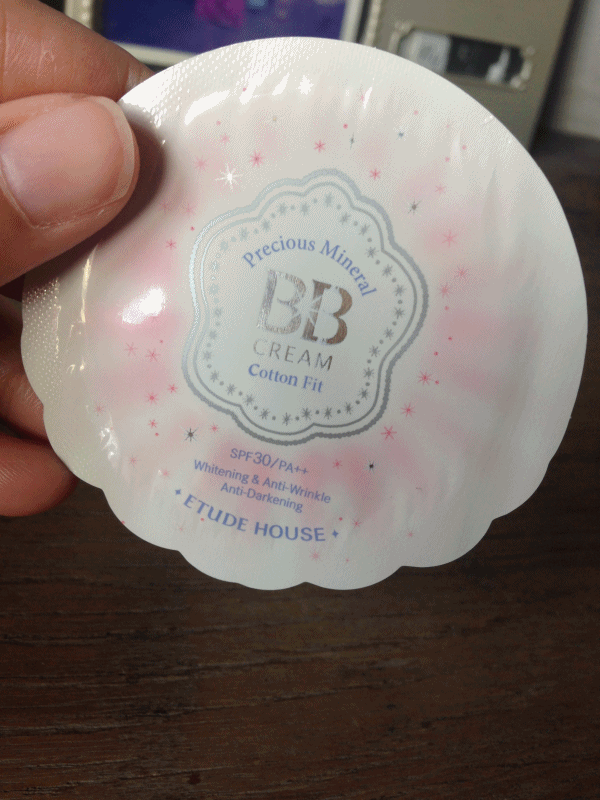 Precious Mineral
BB
CREAM
Cotton Fit
SPF30/PA++
Whitening & Anti-Wrinkle
Anti-Darkening
ETUDE HOUSE